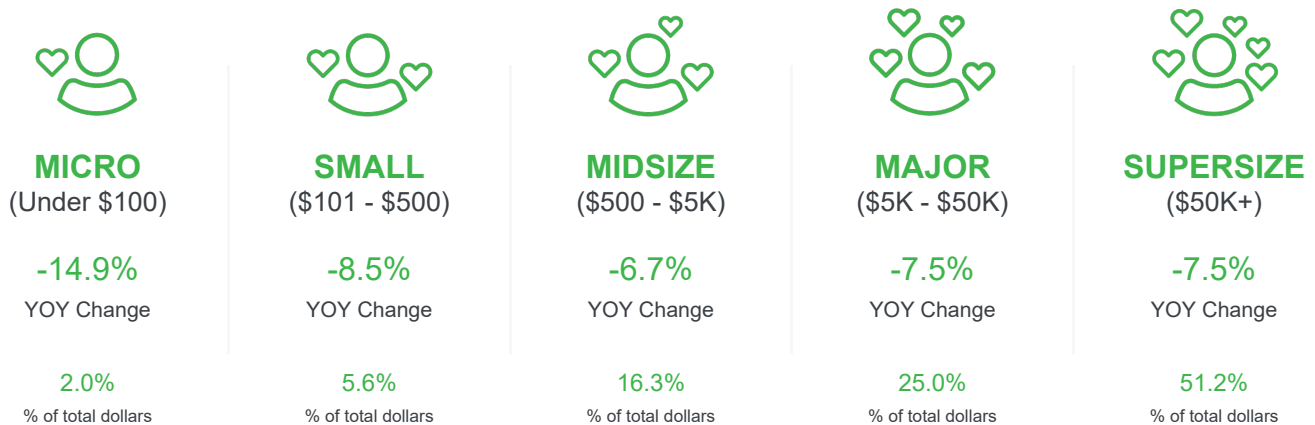 MICRO
(Under $100)
-14.9%
YOY Change
2.0%
% of total dollars
SMALL
($101 - $500)
-8.5%
YOY Change
5.6%
% of total dollars
MIDSIZE
($500 - $5K)
-6.7%
YOY Change
16.3%
% of total dollars
MAJOR
($5K - $50K)
-7.5%
YOY Change
25.0%
% of total dollars
SUPERSIZE
($50K+)
-7.5%
YOY Change
51.2%
% of total dollars